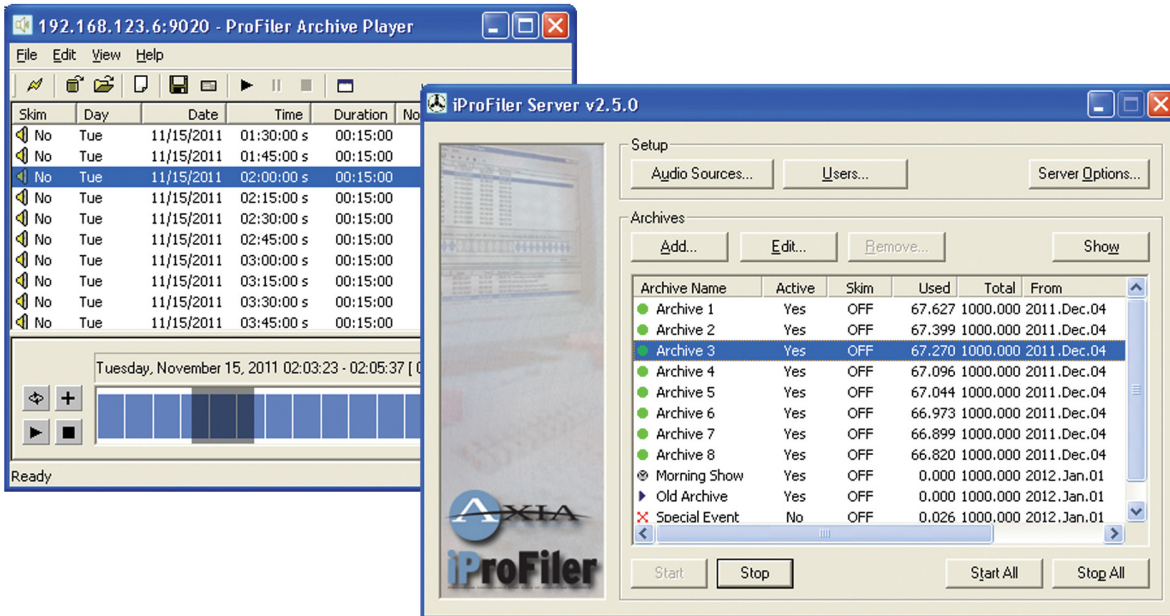 192.168.123.6:9020 - ProFiler Archive Player
File Edit View Help
Skim Day Date Time Duration No
No Tue 11/15/2011 01:30:00 s 00:15:00
No Tue 11/15/2011 01:45:00 s 00:15:00
No Tue 11/15/2011 02:00:00 s 00:15:00
No Tue 11/15/2011 02:15:00 s 00:15:00
No Tue 11/15/2011 02:30:00 s 00:15:00
No Tue 11/15/2011 02:45:00 s 00:15:00
No Tue 11/15/2011 03:00:00 s 00:15:00
No Tue 11/15/2011 03:15:00 s 00:15:00
No Tue 11/15/2011 03:30:00 s 00:15:00
No Tue 11/15/2011 03:45:00 s 00:15:00
Tuesday, November 15, 2011 02:03:23 - 02:05:37 [
Ready
iProFiler Server v2.5.0
Setup
Audio Sources... Users... Server Options...
Archives
Add... Edit... Remove... Show
Archive Name Active Skim Used Total From
Archive 1 Yes OFF 67.627 1000.000 2011.Dec.04
Archive 2 Yes OFF 67.399 1000.000 2011.Dec.04
Archive 3 Yes OFF 67.270 1000.000 2011.Dec.04
Archive 4 Yes OFF 67.096 1000.000 2011.Dec.04
Archive 5 Yes OFF 67.044 1000.000 2011.Dec.04
Archive 6 Yes OFF 66.973 1000.000 2011.Dec.04
Archive 7 Yes OFF 66.899 1000.000 2011.Dec.04
Archive 8 Yes OFF 66.820 1000.000 2011.Dec.04
Morning Show Yes OFF 0.000 1000.000 2012.Jan.01
Old Archive Yes OFF 0.000 1000.000 2012.Jan.01
Special Event No OFF 0.026 1000.000 2012.Jan.01
AXIA
iProFiler
Start Stop Start All Stop All